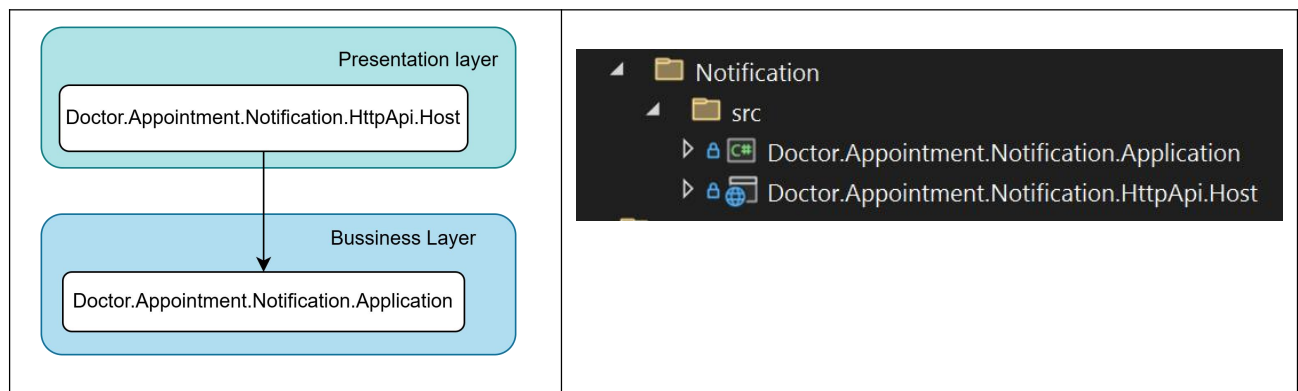 Presentation layer
Doctor.Appointment.Notification.HttpApi.Host
Bussiness Layer
Doctor.Appointment.Notification.Application
Notification
src
C# Doctor.Appointment.Notification.Application
Doctor.Appointment.Notification.HttpApi.Host